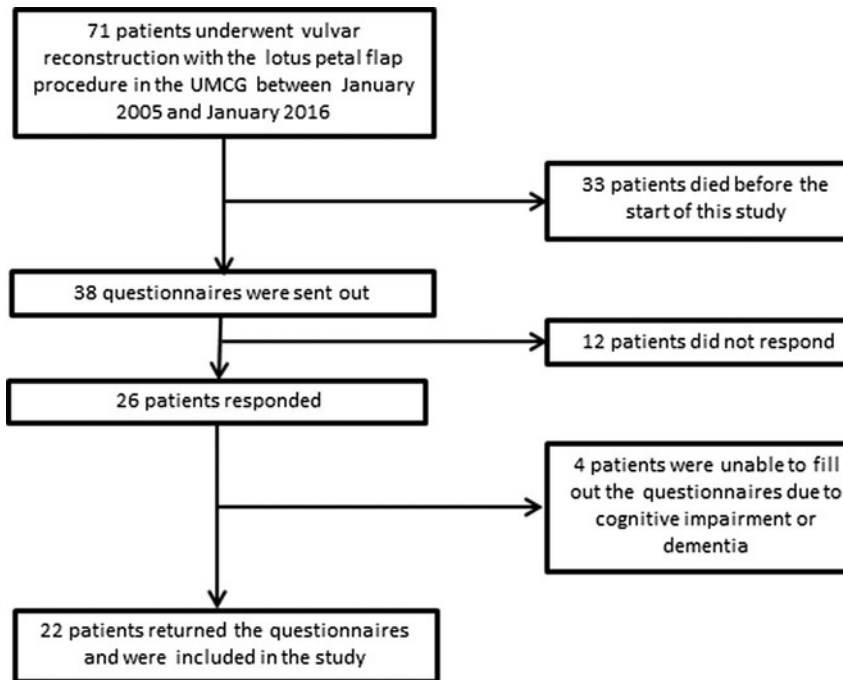 71 patients underwent vulvar
reconstruction with the lotus petal flap
procedure in the UMCG between January
2005 and January 2016
33 patients died before the
start of this study
38 questionnaires were sent out
12 patients did not respond
26 patients responded
4 patients were unable to fill
out the questionnaires due to
cognitive impairment or
dementia
22 patients returned the questionnaires
and were included in the study